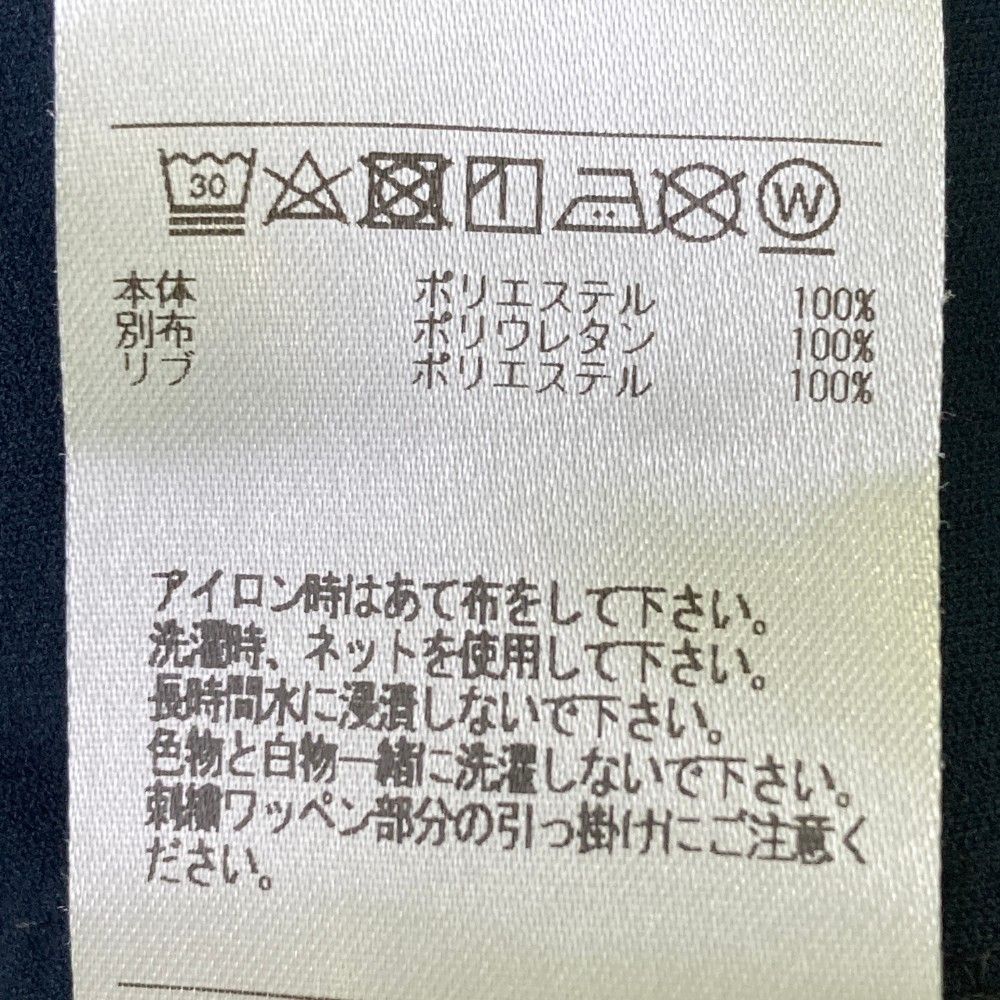 30 W
本体 ポリエステル 100%
別布 ポリウレタン 100%
リブ ポリエステル 100%
アイロン時はあて布をして下さい。
洗濯時、ネットを使用して下さい。
長時間水に浸漬しないで下さい。
色物と白物一緒に洗濯しないで下さい。
刺繍ワッペン部分の引っ掛けにご注意く
ださい。